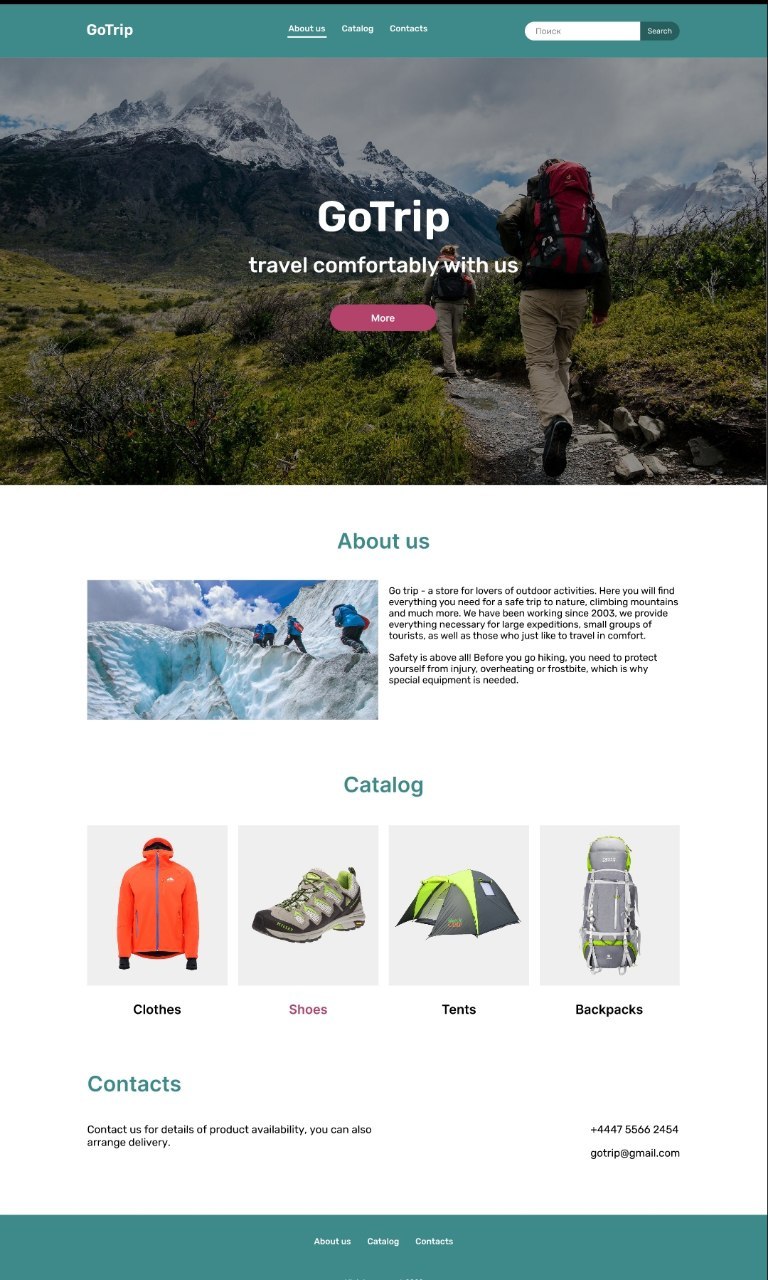 GoTrip
About us
Catalog
Contacts
Поиск
Search
GoTrip
travel comfortably with us
More
About us
Go trip - a store for lovers of outdoor activities. Here you will find
everything you need for a safe trip to nature, climbing mountains
and much more. We have been working since 2003, we provide
everything necessary for large expeditions, small groups of
tourists, as well as those who just like to travel in comfort.
Safety is above all! Before you go hiking, you need to protect
yourself from injury, overheating or frostbite, which is why
special equipment is needed.
Catalog
Clothes
Shoes
Tents
Backpacks
Contacts
Contact us for details of product availability, you can also
arrange delivery.
+4447 5566 2454
gotrip@gmail.com
About us
Catalog
Contacts